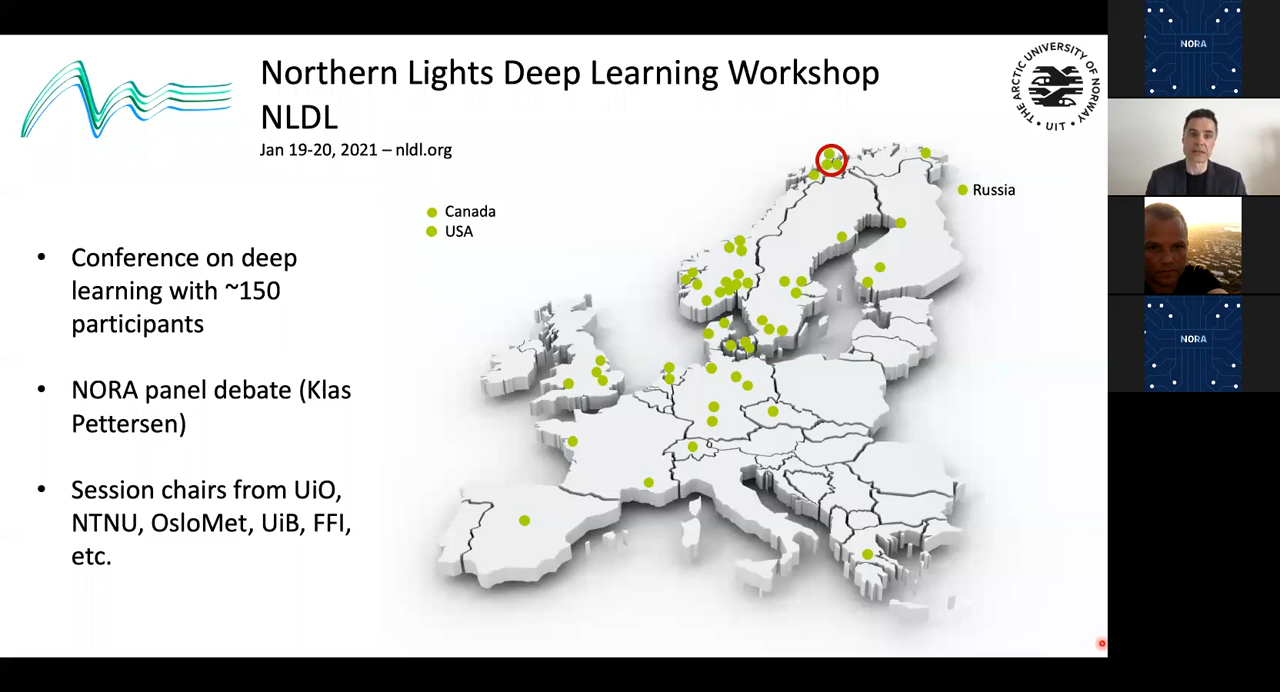 Northern Lights Deep Learning Workshop
NLDL
Jan 19-20, 2021 – nldl.org
THE ARCTIC UNIVERSITY OF NORWAY
• UIT •
Canada
USA
Russia
• Conference on deep
learning with ~150
participants
• NORA panel debate (Klas
Pettersen)
• Session chairs from UiO,
NTNU, OsloMet, UiB, FFI,
etc.
NORA
NORA